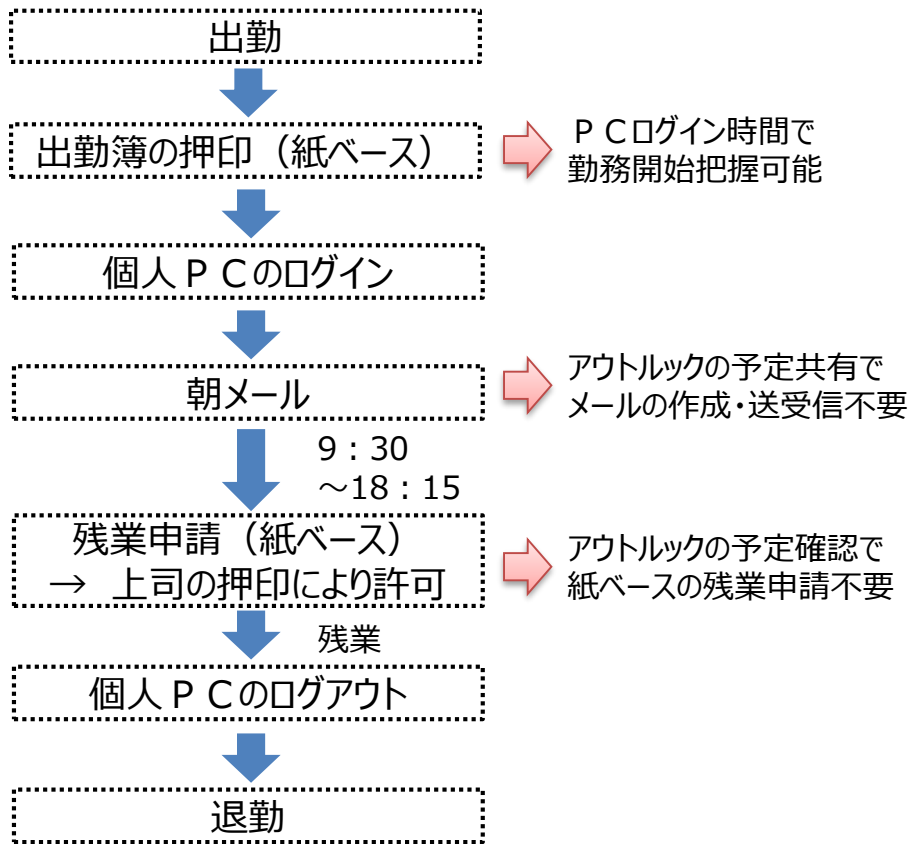 出勤
出勤簿の押印（紙ベース）
ＰＣログイン時間で
勤務開始把握可能
個人ＰＣのログイン
朝メール
アウトルックの予定共有で
メールの作成・送受信不要
9：30
～18：15
残業申請（紙ベース）
→ 上司の押印により許可
アウトルックの予定確認で
紙ベースの残業申請不要
残業
個人ＰＣのログアウト
退勤